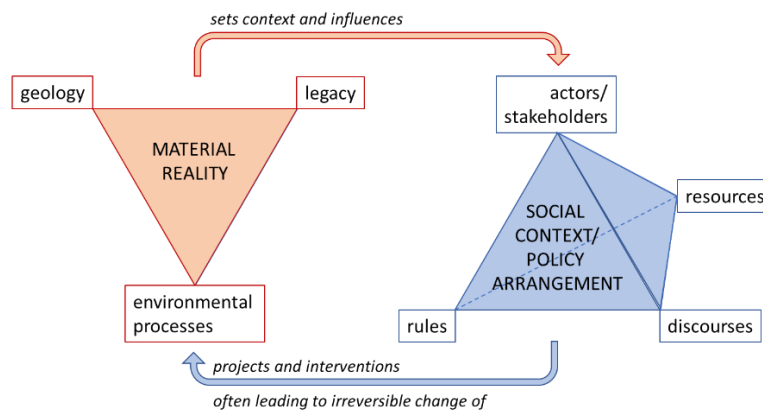 sets context and influences
geology
legacy
MATERIAL
REALITY
environmental
processes
actors/
stakeholders
resources
SOCIAL
CONTEXT/
POLICY
ARRANGEMENT
rules
discourses
projects and interventions
often leading to irreversible change of